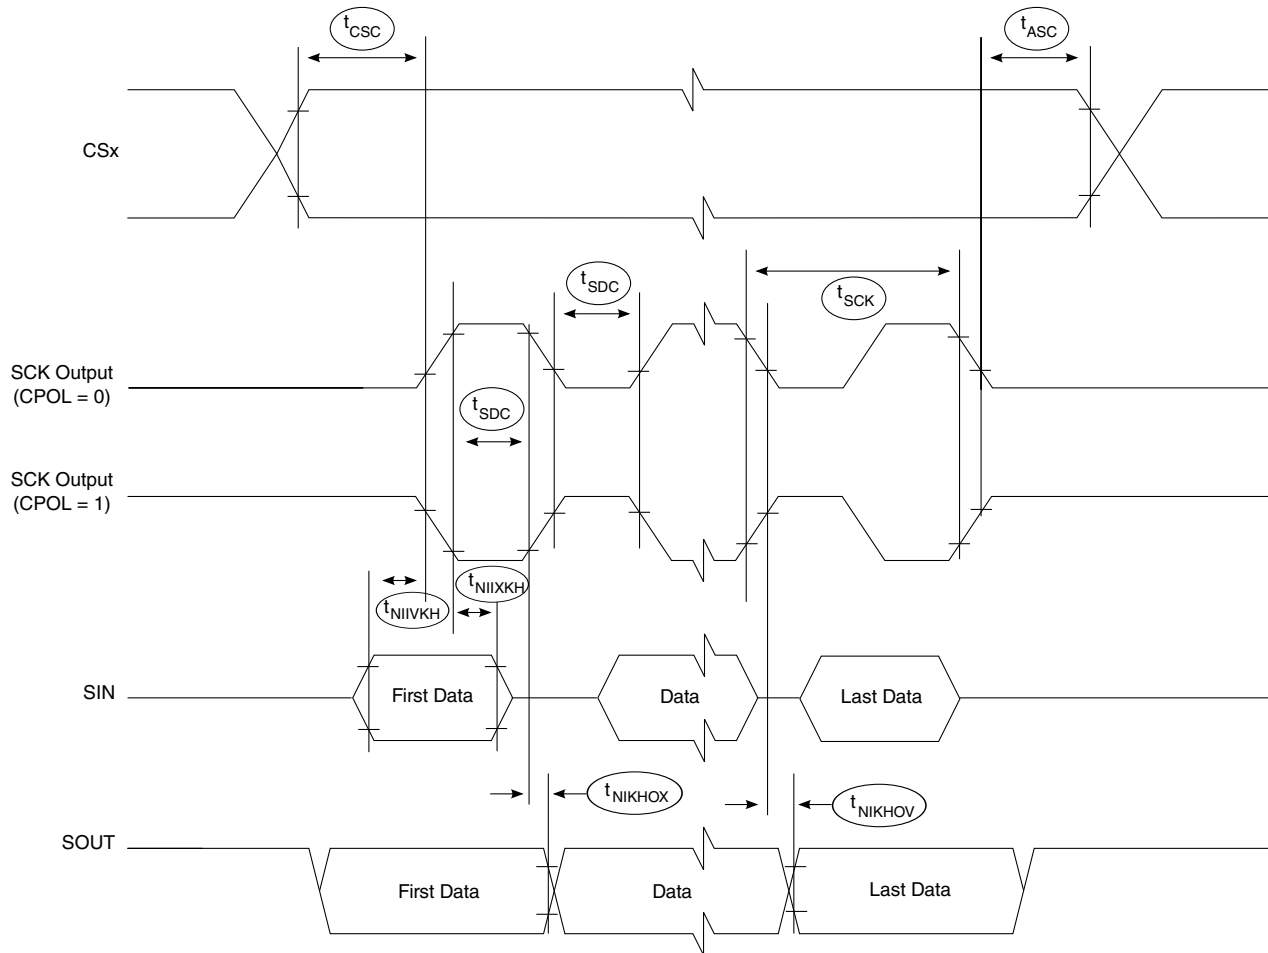 tCSC
tASC
CSx
tSDC
tSCK
SCK Output
(CPOL = 0)
tSDC
SCK Output
(CPOL = 1)
tNIIVKH
tNIIXKH
SIN
First Data
Data
Last Data
tNIKHOX
tNIKHOV
SOUT
First Data
Data
Last Data